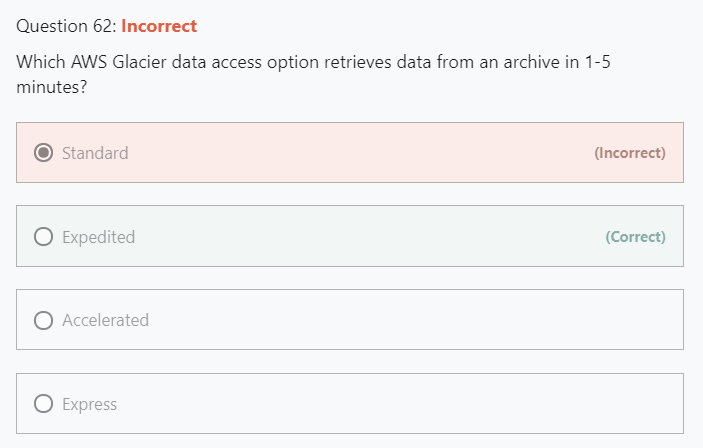 Question 62: Incorrect
Which AWS Glacier data access option retrieves data from an archive in 1-5
minutes?
Standard (Incorrect)
Expedited (Correct)
Accelerated
Express